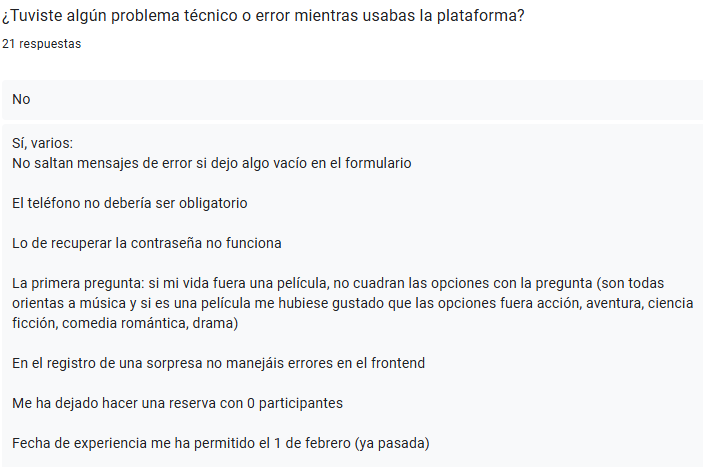 ¿Tuviste algún problema técnico o error mientras usabas la plataforma?
21 respuestas
No
Sí, varios:
No saltan mensajes de error si dejo algo vacío en el formulario
El teléfono no debería ser obligatorio
Lo de recuperar la contraseña no funciona
La primera pregunta: si mi vida fuera una película, no cuadran las opciones con la pregunta (son todas
orientas a música y si es una película me hubiese gustado que las opciones fuera acción, aventura, ciencia
ficción, comedia romántica, drama)
En el registro de una sorpresa no manejáis errores en el frontend
Me ha dejado hacer una reserva con 0 participantes
Fecha de experiencia me ha permitido el 1 de febrero (ya pasada)